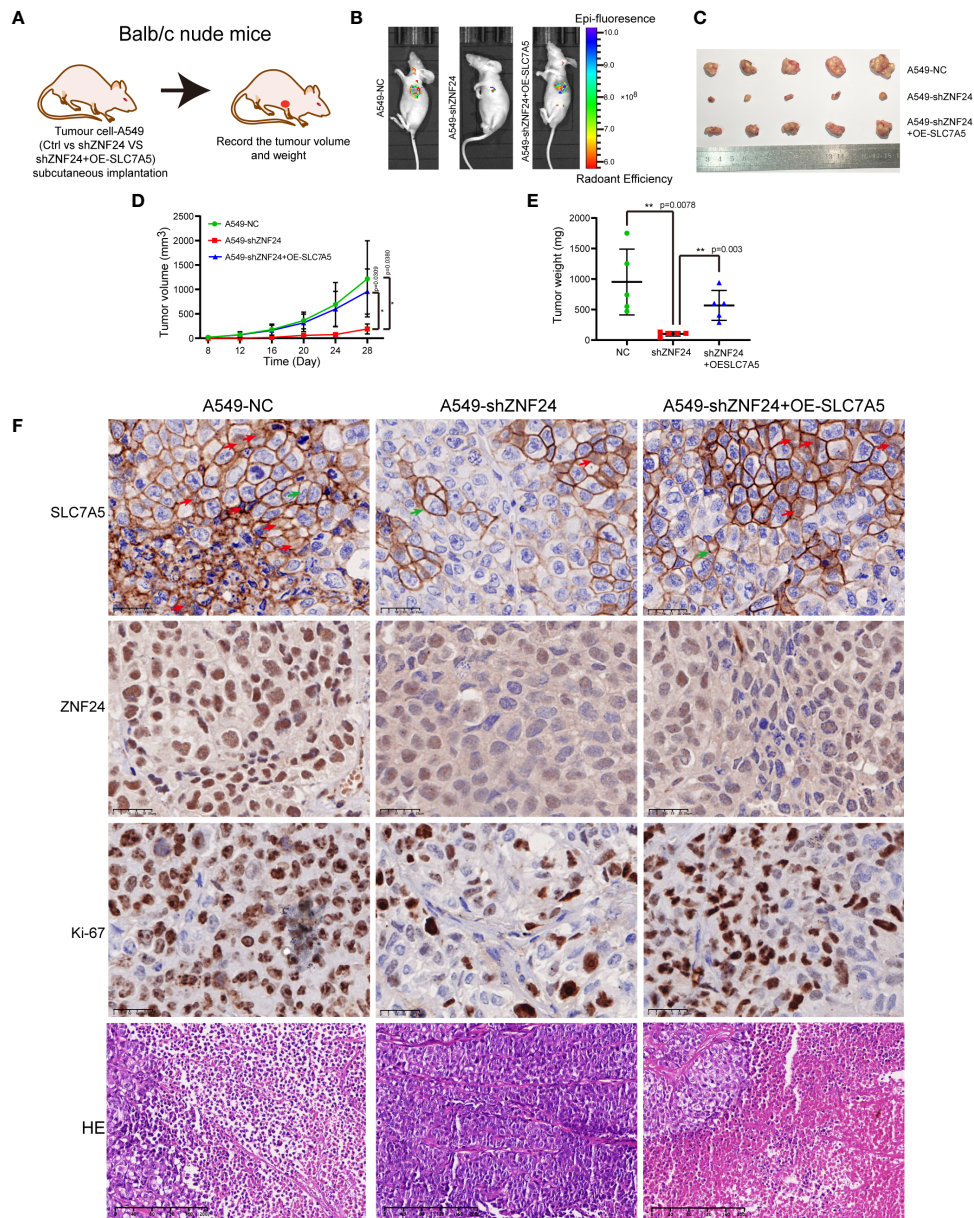 A
Balb/c nude mice
Tumour cell-A549
(Ctrl vs shZNF24 VS
shZNF24+OE-SLC7A5)
subcutaneous implantation
Record the tumour volume
and weight
B
Epi-fluoresence
A549-NC
A549-shZNF24
A549-shZNF24+OE-SLC7A5
10.0
9.0
8.0
×10⁸
7.0
6.0
Radoant Efficiency
C
A549-NC
A549-shZNF24
A549-shZNF24
+OE-SLC7A5
D
Tumor volume (mm³)
2500
2000
1500
1000
500
0
8 12 16 20 24 28
Time (Day)
A549-NC
A549-shZNF24
A549-shZNF24+OE-SLC7A5
p=0.0309
*
p=0.0380
*
E
Tumor weight (mg)
2000
1500
1000
500
0
** p=0.0078
** p=0.003
NC
shZNF24
shZNF24
+OESLC7A5
F
A549-NC
A549-shZNF24
A549-shZNF24+OE-SLC7A5
SLC7A5
ZNF24
Ki-67
HE